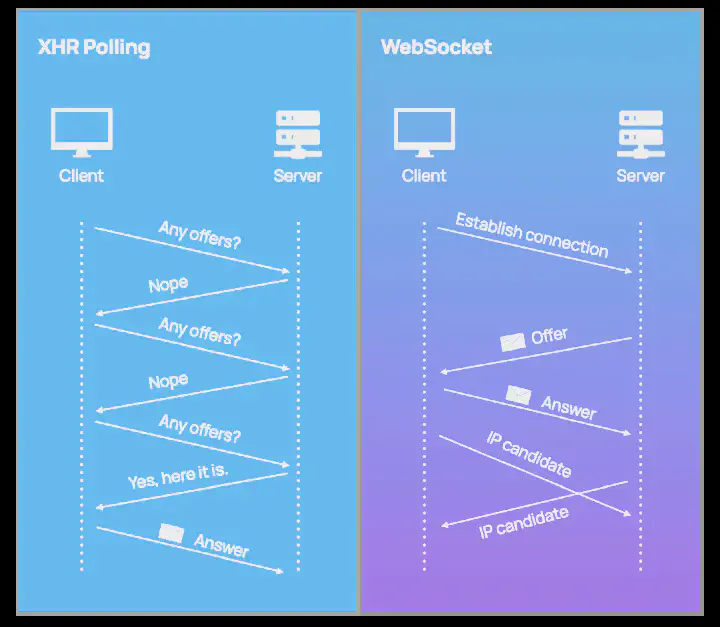 XHR Polling
Client
Server
Any offers?
Nope
Any offers?
Nope
Any offers?
Yes, here it is.
Answer
WebSocket
Client
Server
Establish connection
Offer
Answer
IP candidate
IP candidate